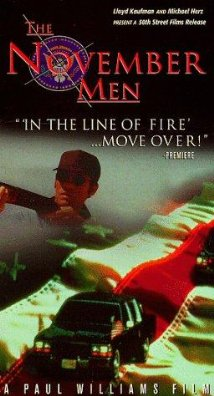 Lloyd Kaufman and Michael Herz
PRESENT A 50th STREET FILMS RELEASE
THE
NOVEMBER
MEN
"'IN THE LINE OF FIRE'
...MOVE OVER!"
-PREMIERE
A PAUL WILLIAMS FILM